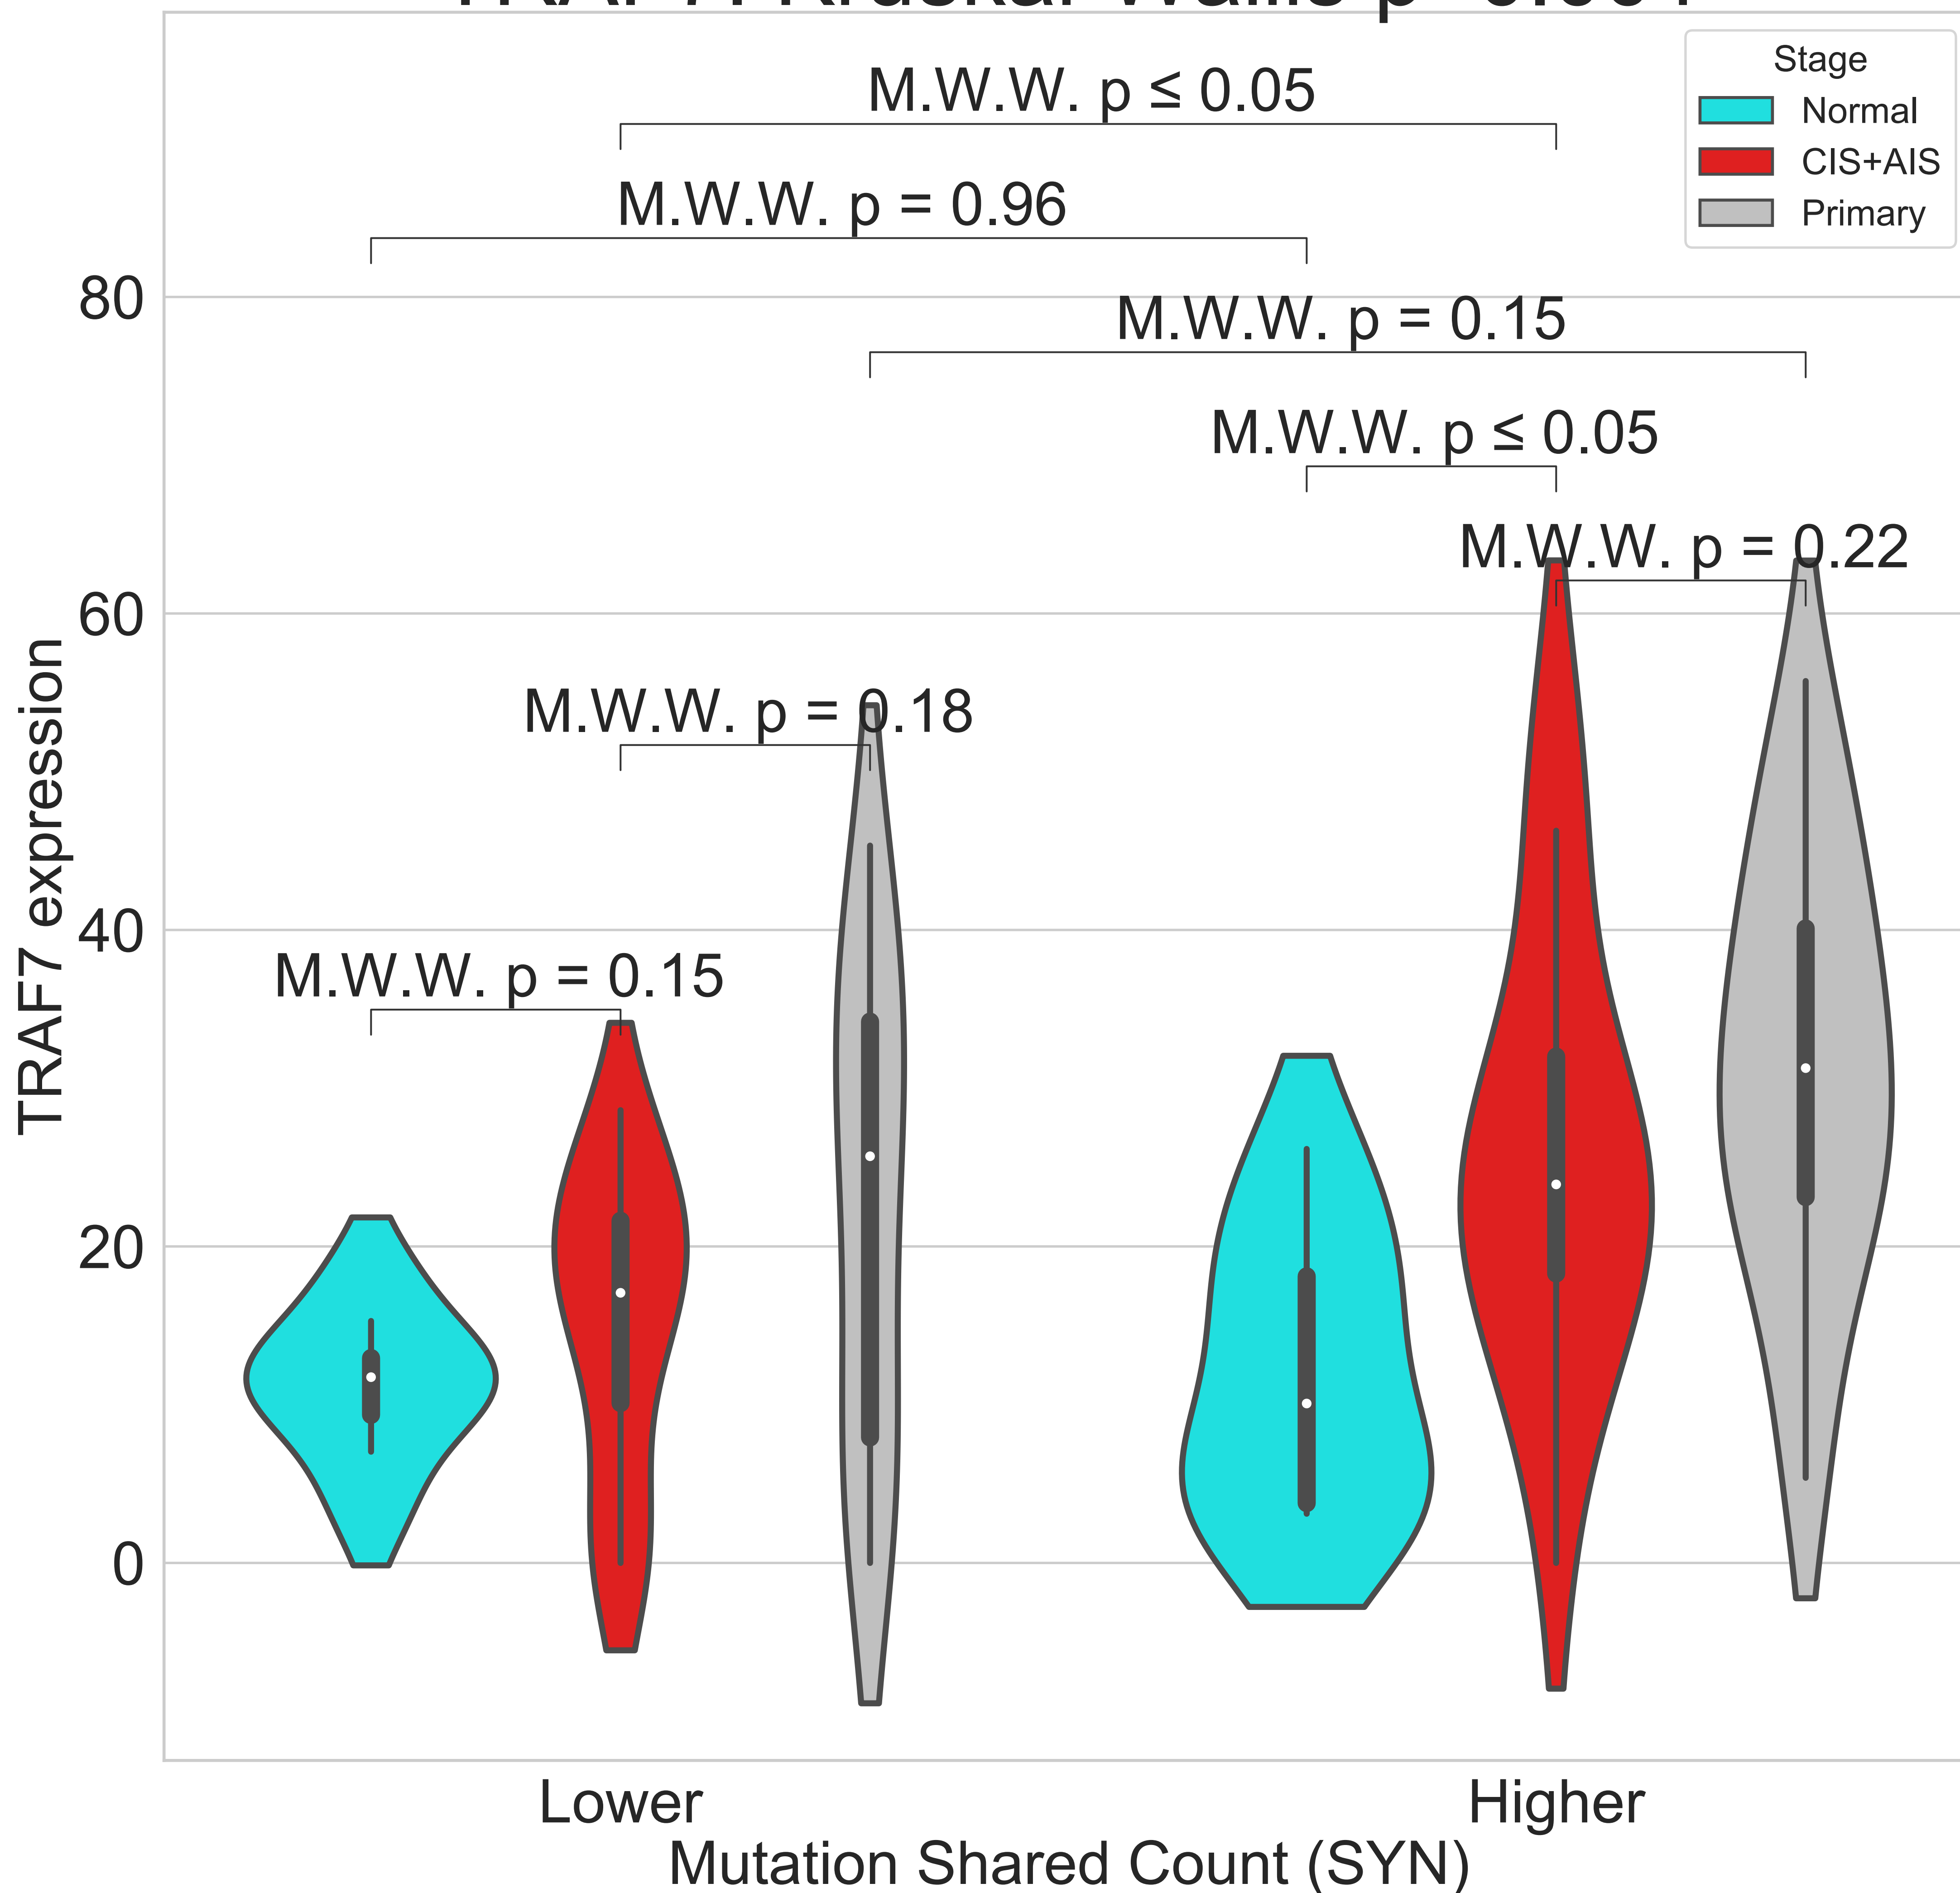 M.W.W. p ≤ 0.05
M.W.W. p = 0.96
M.W.W. p = 0.15
M.W.W. p ≤ 0.05
M.W.W. p = 0.22
M.W.W. p = 0.18
M.W.W. p = 0.15
Stage
Normal
CIS+AIS
Primary
TRAF7 expression
80
60
40
20
0
Lower
Higher
Mutation Shared Count (SYN)